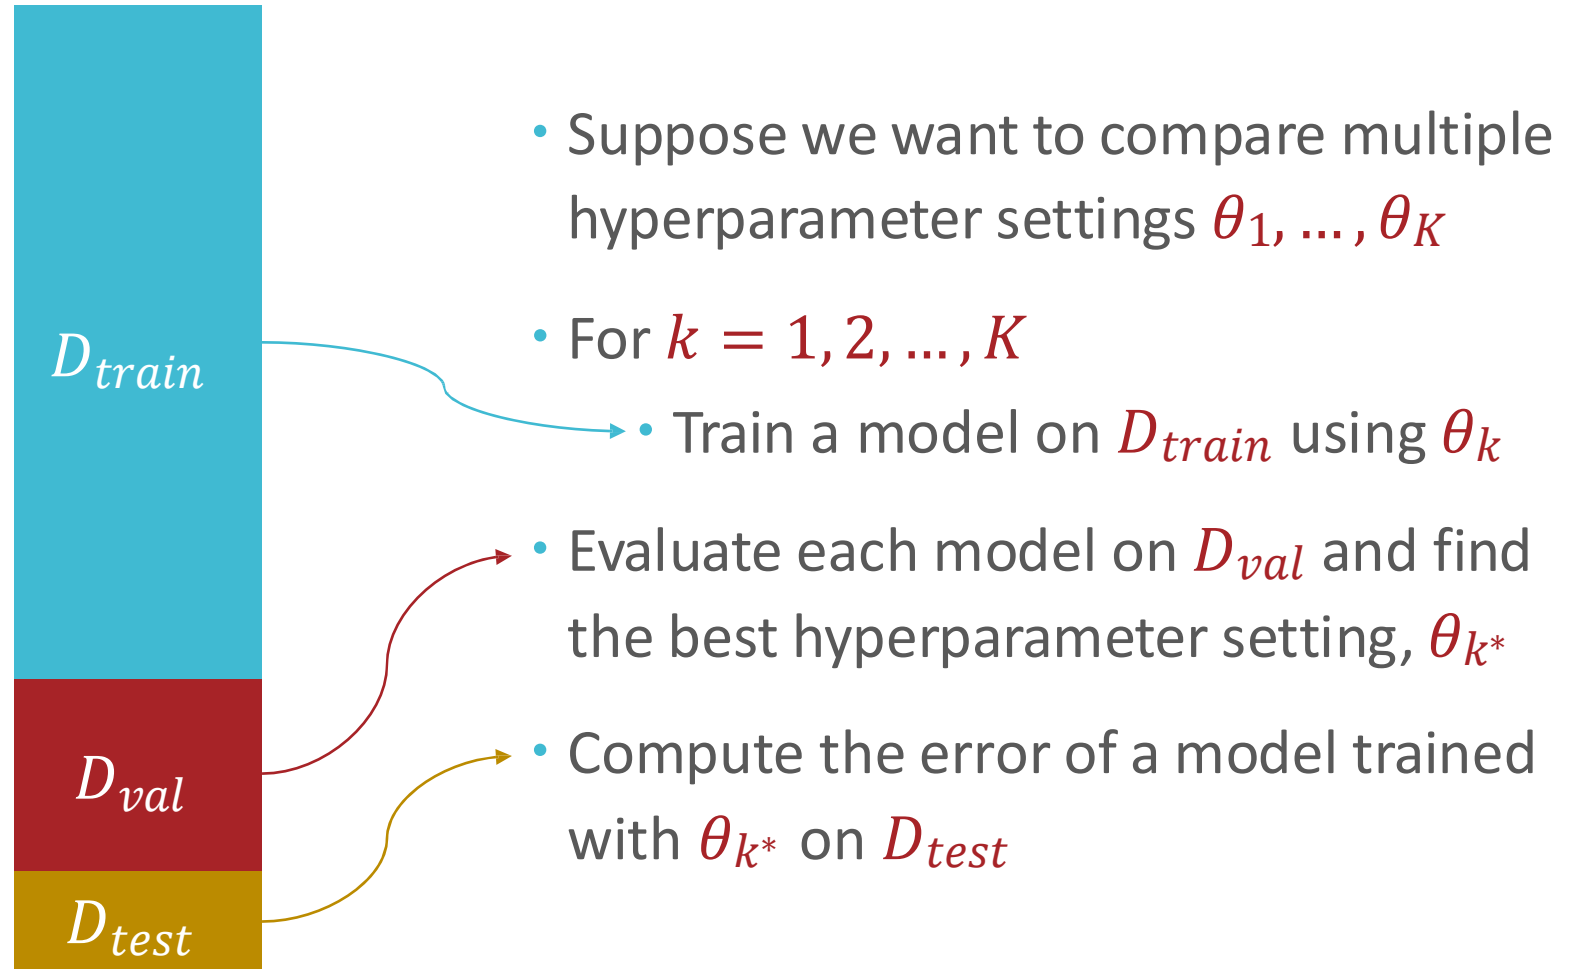 D_train
D_val
D_test
• Suppose we want to compare multiple
hyperparameter settings θ_1, … , θ_K
• For k = 1, 2, … , K
• Train a model on D_train using θ_k
• Evaluate each model on D_val and find
the best hyperparameter setting, θ_k*
• Compute the error of a model trained
with θ_k* on D_test